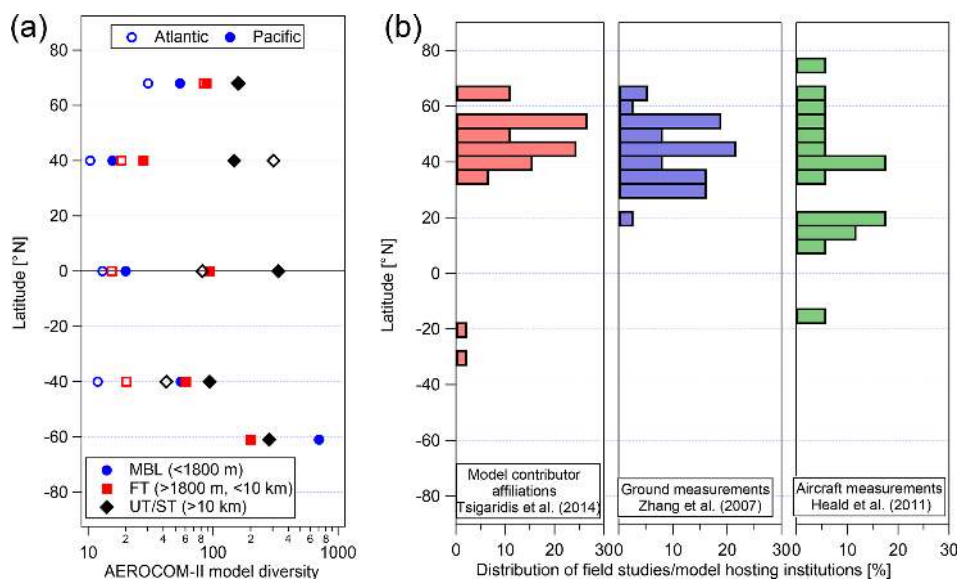 (a)
Atlantic Pacific
80
60
40
20
0
-20
-40
-60
-80
Latitude [°N]
MBL (<1800 m)
FT (>1800 m, <10 km)
UT/ST (>10 km)
10 2 4 6 8 100 2 4 6 8 1000
AEROCOM-II model diversity
(b)
80
60
40
20
0
-20
-40
-60
-80
Latitude [°N]
Model contributor
affiliations
Tsigaridis et al. (2014)
Ground measurements
Zhang et al. (2007)
Aircraft measurements
Heald et al. (2011)
0 10 20 300 10 20 300 10 20 30
Distribution of field studies/model hosting institutions [%]